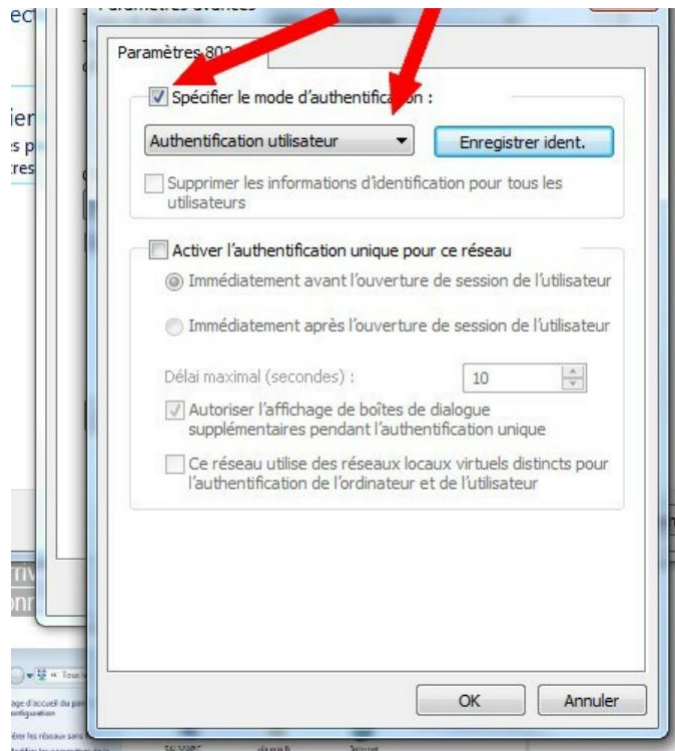 Paramètres avancés
Paramètres 802
Spécifier le mode d'authentification :
Authentification utilisateur
Enregistrer ident.
Supprimer les informations d'identification pour tous les
utilisateurs
Activer l'authentification unique pour ce réseau
Immédiatement avant l'ouverture de session de l'utilisateur
Immédiatement après l'ouverture de session de l'utilisateur
Délai maximal (secondes) :
10
Autoriser l'affichage de boîtes de dialogue
supplémentaires pendant l'authentification unique
Ce réseau utilise des réseaux locaux virtuels distincts pour
l'authentification de l'ordinateur et de l'utilisateur
OK
Annuler